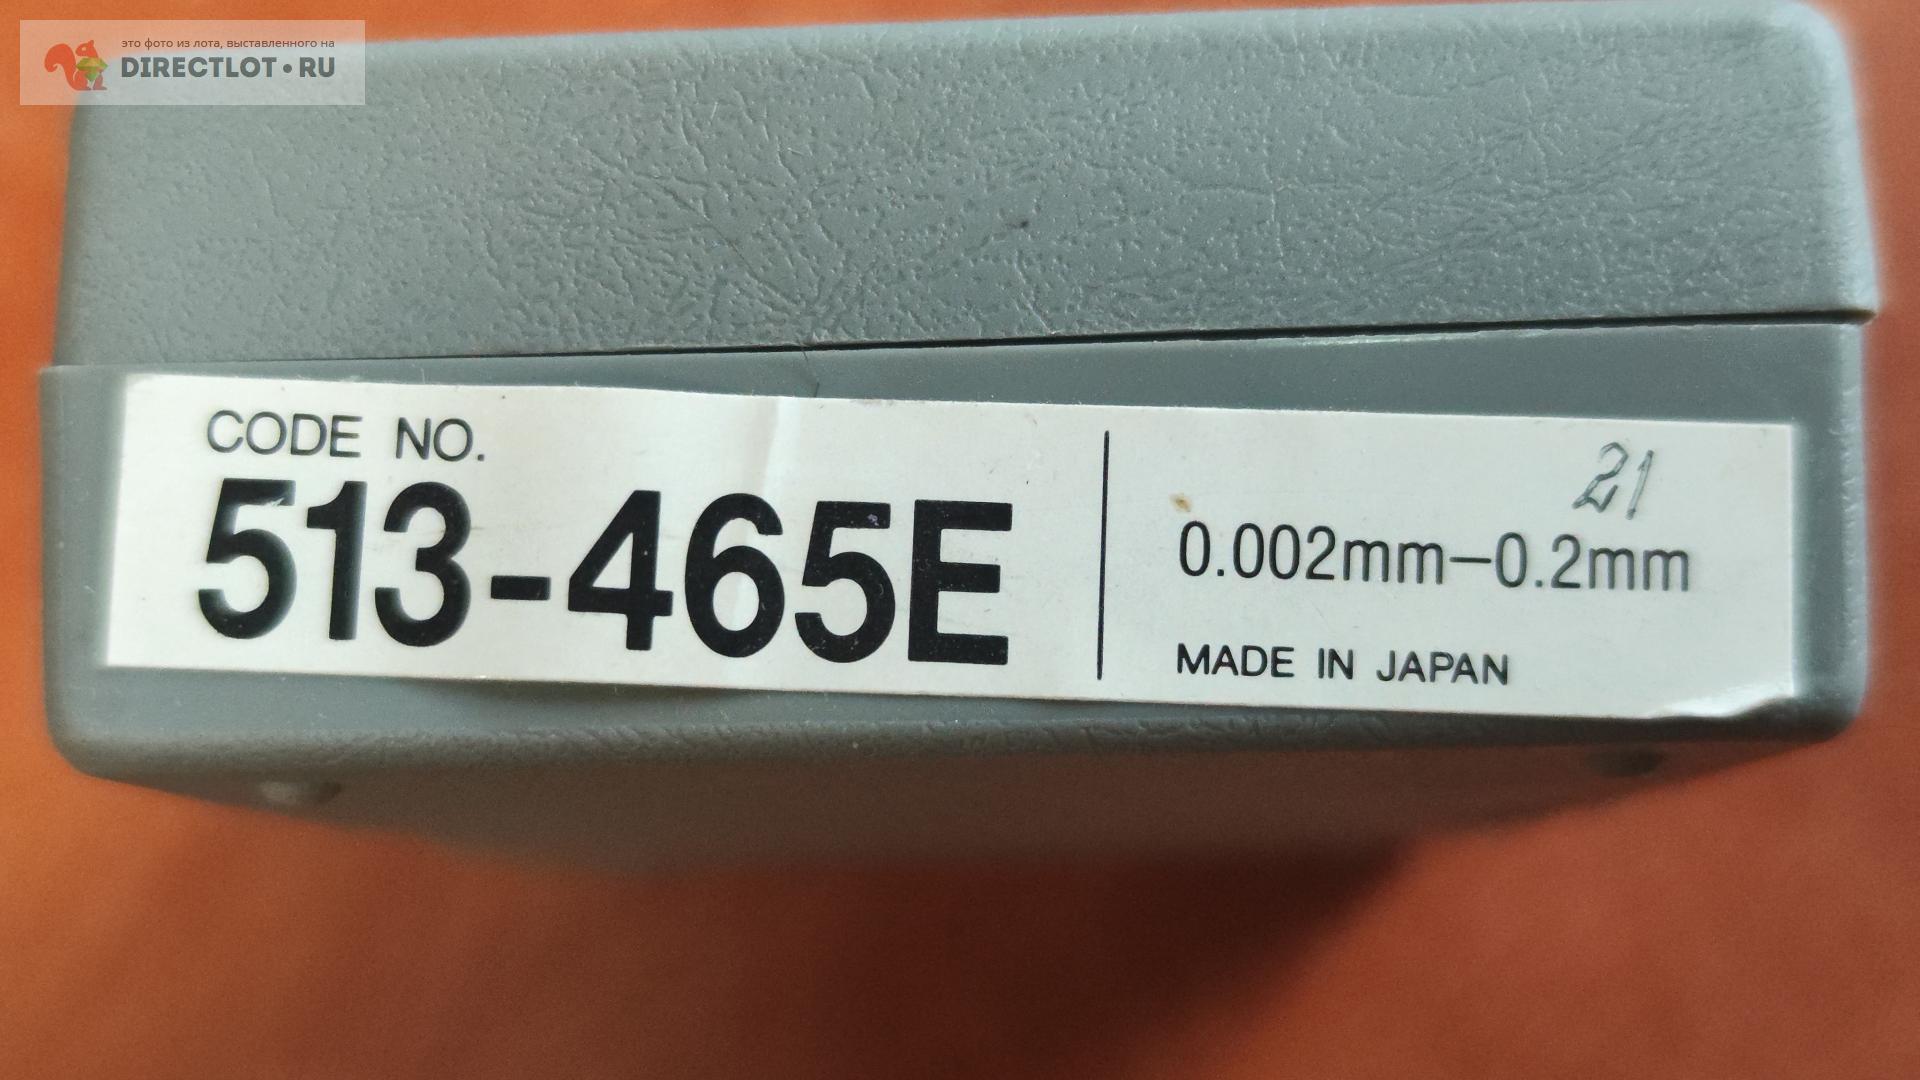 это фото из лота, выставленного на
DIRECTLOT•RU
CODE NO.
513-465E
21
0.002mm–0.2mm
MADE IN JAPAN